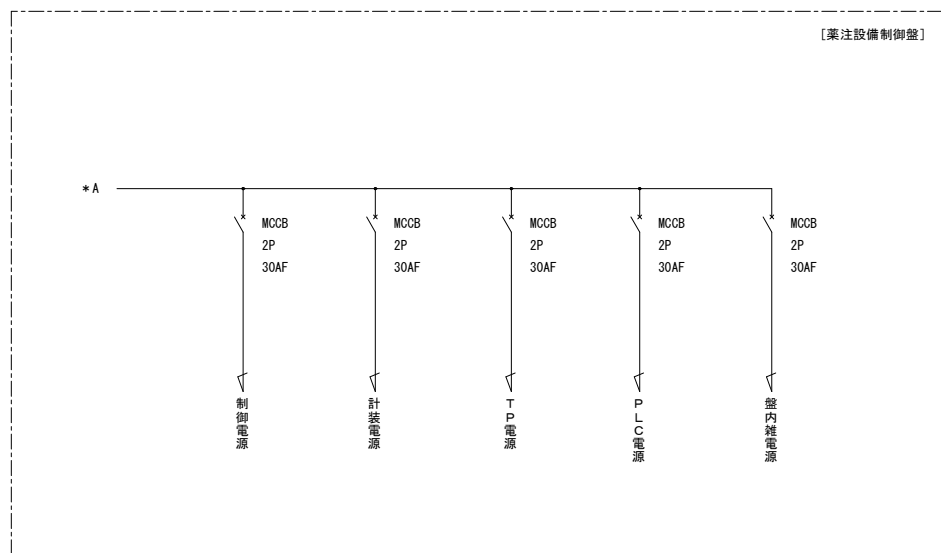 [薬注設備制御盤]
*A
MCCB
2P
30AF
MCCB
2P
30AF
MCCB
2P
30AF
MCCB
2P
30AF
MCCB
2P
30AF
制御電源
計装電源
TP電源
PLC電源
盤内雑電源